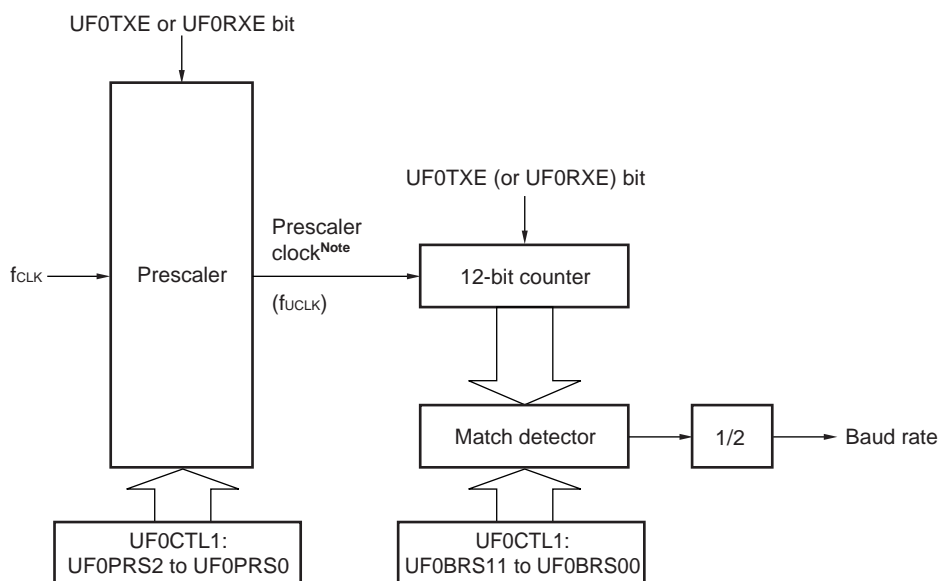 UF0TXE or UF0RXE bit
UF0TXE (or UF0RXE) bit
Prescaler
clockNote
fCLK
Prescaler
12-bit counter
(fUCLK)
Match detector
1/2
Baud rate
UF0CTL1:
UF0PRS2 to UF0PRS0
UF0CTL1:
UF0BRS11 to UF0BRS00